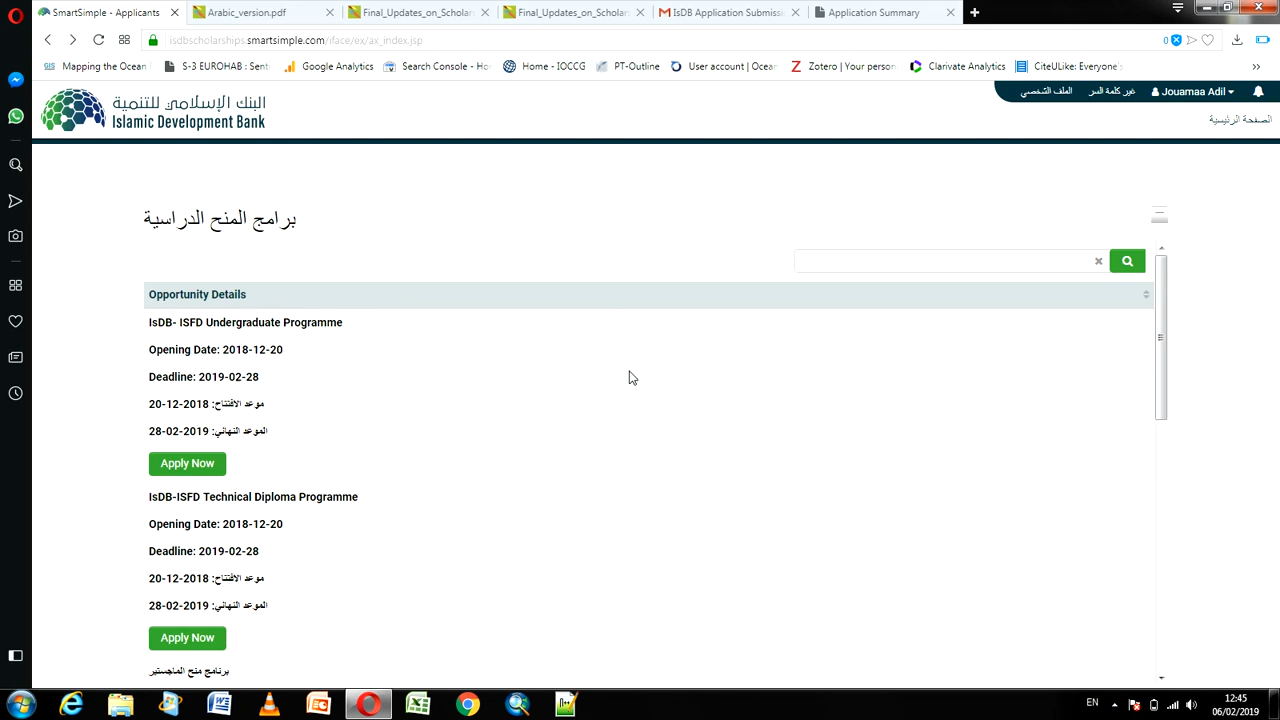 SmartSimple - Applicants
Arabic_version.pdf
Final_Updates_on_Scholar
Final_Updates_on_Scholar
IsDB Application Submiss
Application Summary
isdbscholarships.smartsimple.com/iface/ex/ax_index.jsp
0
GIS Mapping the Ocean
S-3 EUROHAB : Senti
Google Analytics
Search Console - Ho
Home - IOCCG
PT-Outline
User account | Ocean
Zotero | Your person
Clarivate Analytics
CiteULike: Everyone's
»
البنك الإسلامي للتنمية
Islamic Development Bank
الملف الشخصي
غير كلمة السر
Jouamaa Adil
الصفحة الرئيسية
برامج المنح الدراسية
Opportunity Details
IsDB- ISFD Undergraduate Programme
Opening Date: 2018-12-20
Deadline: 2019-02-28
موعد الافتتاح: 2018-12-20
الموعد النهائي: 2019-02-28
Apply Now
IsDB-ISFD Technical Diploma Programme
Opening Date: 2018-12-20
Deadline: 2019-02-28
موعد الافتتاح: 2018-12-20
الموعد النهائي: 2019-02-28
Apply Now
برنامج منح الماجستير
EN
12:45
06/02/2019